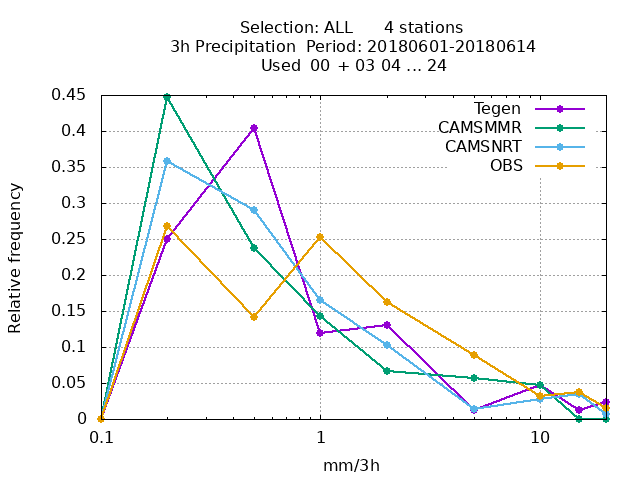 Selection: ALL 4 stations
3h Precipitation Period: 20180601-20180614
Used 00 + 03 04 ... 24
Tegen
CAMSMMR
CAMSNRT
OBS
Relative frequency
0.45
0.4
0.35
0.3
0.25
0.2
0.15
0.1
0.05
0
0.1 1 10
mm/3h